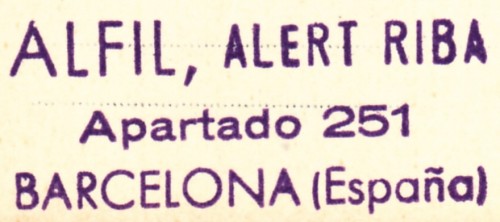 ALFIL, ALERT RIBA
Apartado 251
BARCELONA (España)